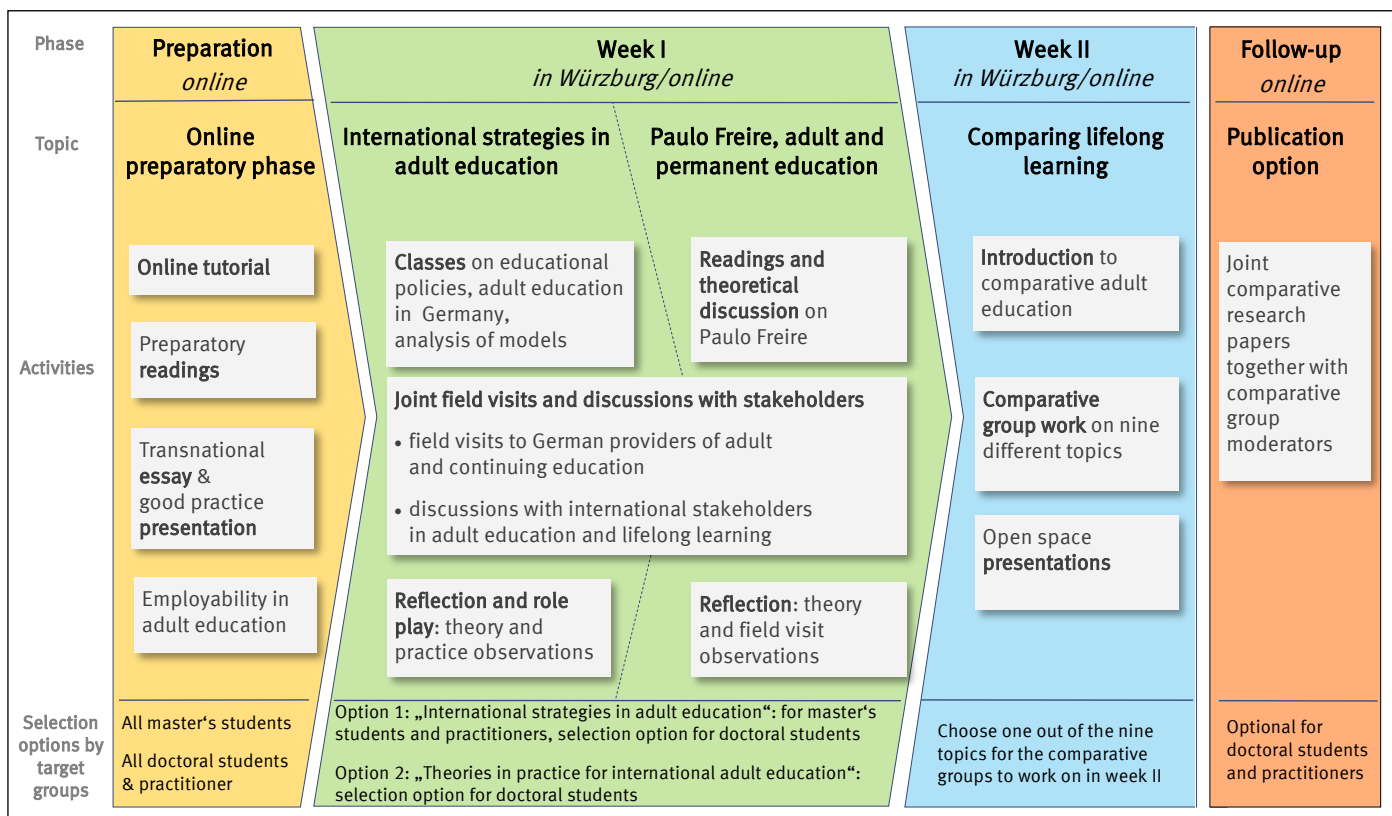 Phase
Preparation
online
Week I
in Würzburg/online
Week II
in Würzburg/online
Follow-up
online
Topic
Online
preparatory phase
International strategies in
adult education
Paulo Freire, adult and
permanent education
Comparing lifelong
learning
Publication
option
Activities
Online tutorial
Preparatory
readings
Transnational
essay &
good practice
presentation
Employability in
adult education
Classes on educational
policies, adult education
in Germany,
analysis of models
Readings and
theoretical
discussion on
Paulo Freire
Joint field visits and discussions with stakeholders
• field visits to German providers of adult
and continuing education
• discussions with international stakeholders
in adult education and lifelong learning
Reflection and role
play: theory and
practice observations
Reflection: theory
and field visit
observations
Introduction to
comparative adult
education
Comparative
group work on nine
different topics
Open space
presentations
Joint
comparative
research
papers
together with
comparative
group
moderators
Selection
options by
target
groups
All master‘s students
All doctoral students
& practitioner
Option 1: „International strategies in adult education“: for master‘s
students and practitioners, selection option for doctoral students
Option 2: „Theories in practice for international adult education“:
selection option for doctoral students
Choose one out of the nine
topics for the comparative
groups to work on in week II
Optional for
doctoral students
and practitioners